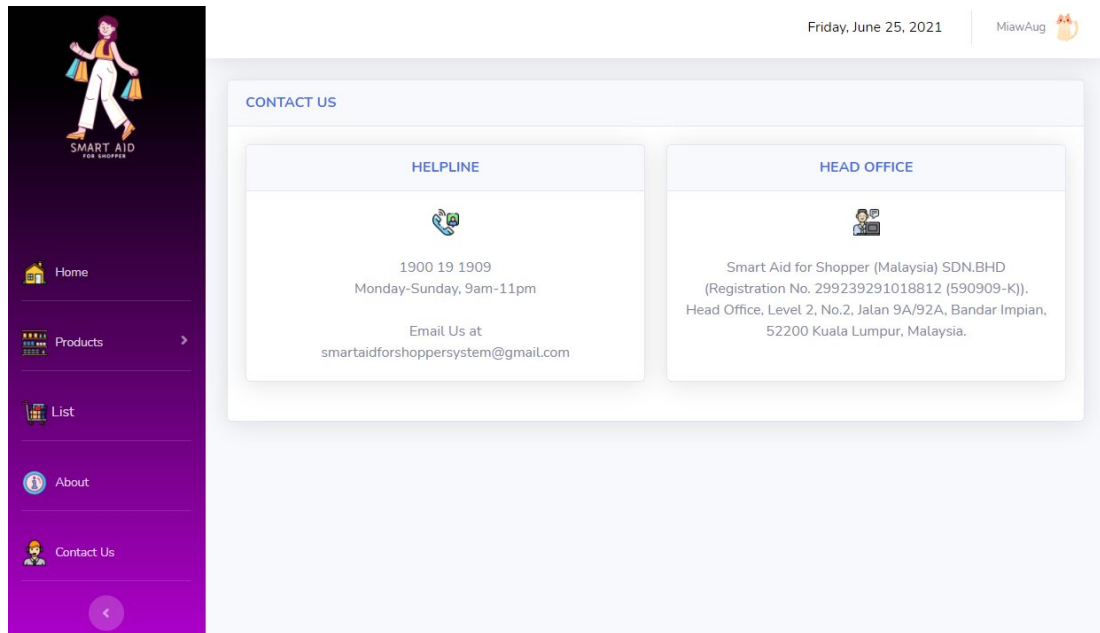 SMART AID
FOR SHOPPER
Home
Products
List
About
Contact Us
Friday, June 25, 2021
MiawAug
CONTACT US
HELPLINE
1900 19 1909
Monday-Sunday, 9am-11pm
Email Us at
smartaidforshoppersystem@gmail.com
HEAD OFFICE
Smart Aid for Shopper (Malaysia) SDN.BHD
(Registration No. 299239291018812 (590909-K)).
Head Office, Level 2, No.2, Jalan 9A/92A, Bandar Impian,
52200 Kuala Lumpur, Malaysia.